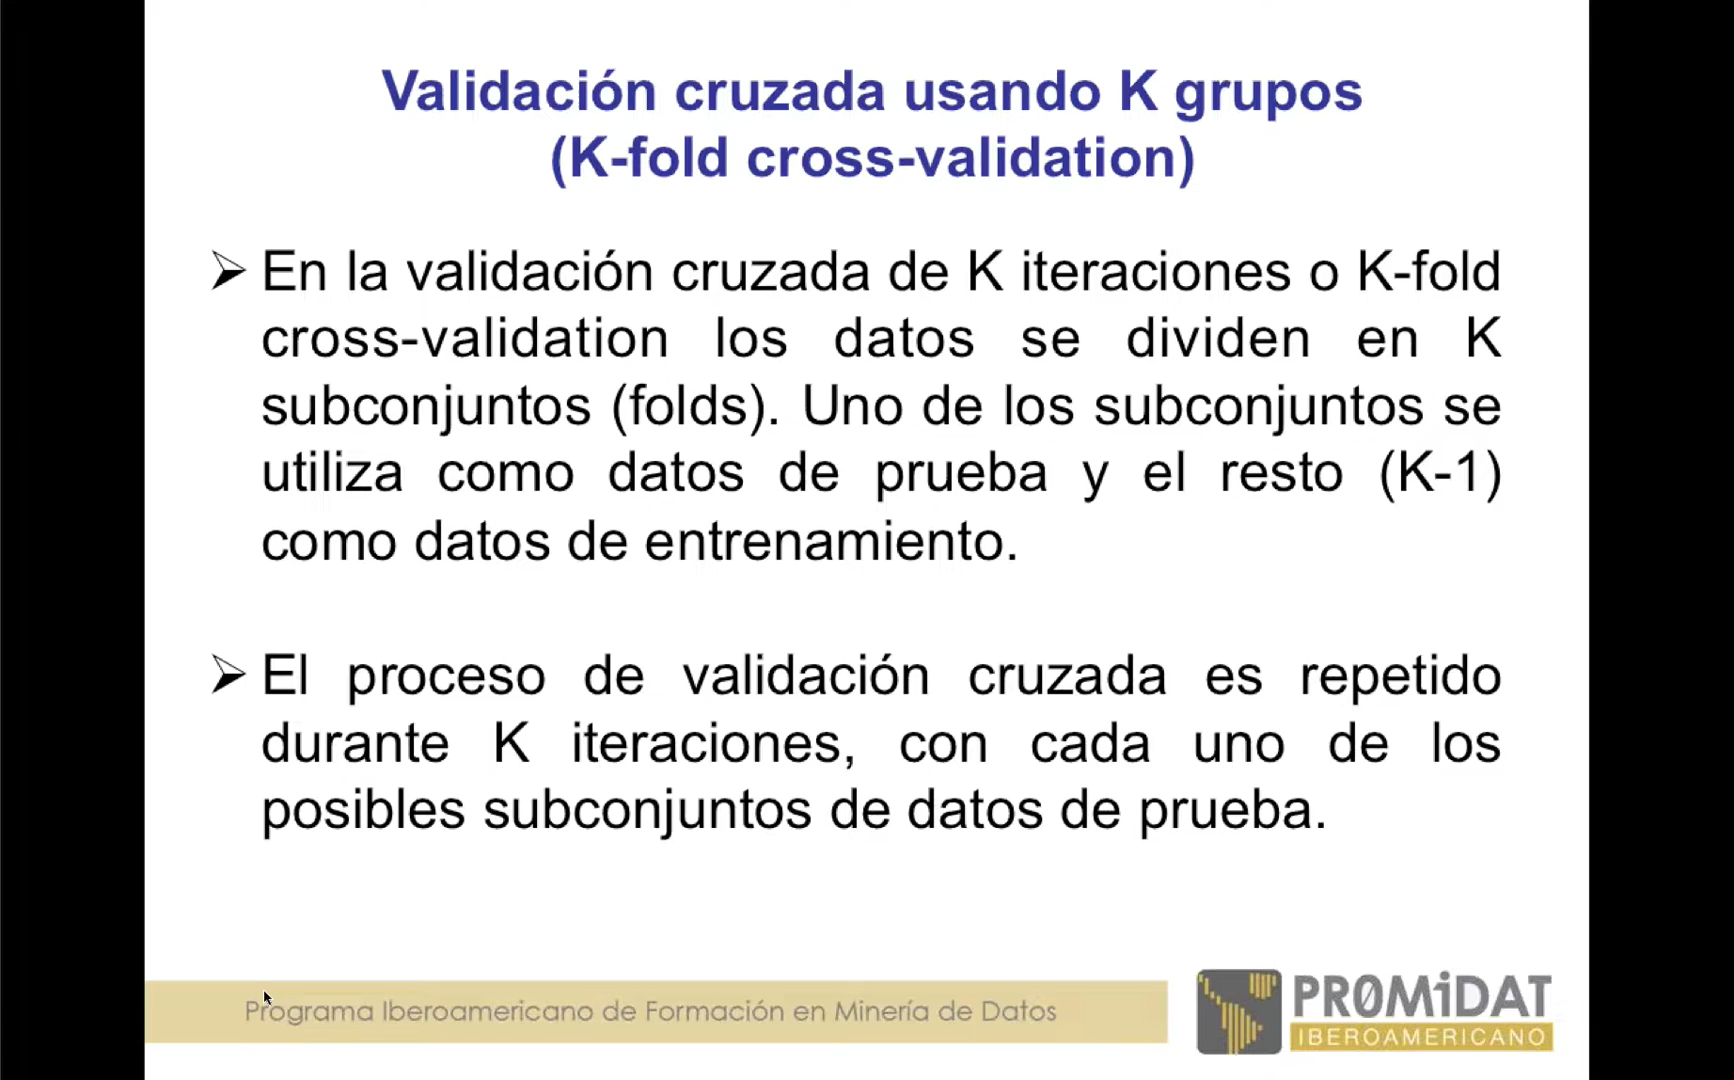 Validación cruzada usando K grupos
(K-fold cross-validation)
➢ En la validación cruzada de K iteraciones o K-fold
cross-validation los datos se dividen en K
subconjuntos (folds). Uno de los subconjuntos se
utiliza como datos de prueba y el resto (K-1)
como datos de entrenamiento.
➢ El proceso de validación cruzada es repetido
durante K iteraciones, con cada uno de los
posibles subconjuntos de datos de prueba.
Programa Iberoamericano de Formación en Minería de Datos
PR0MiDAT
IBEROAMERICANO